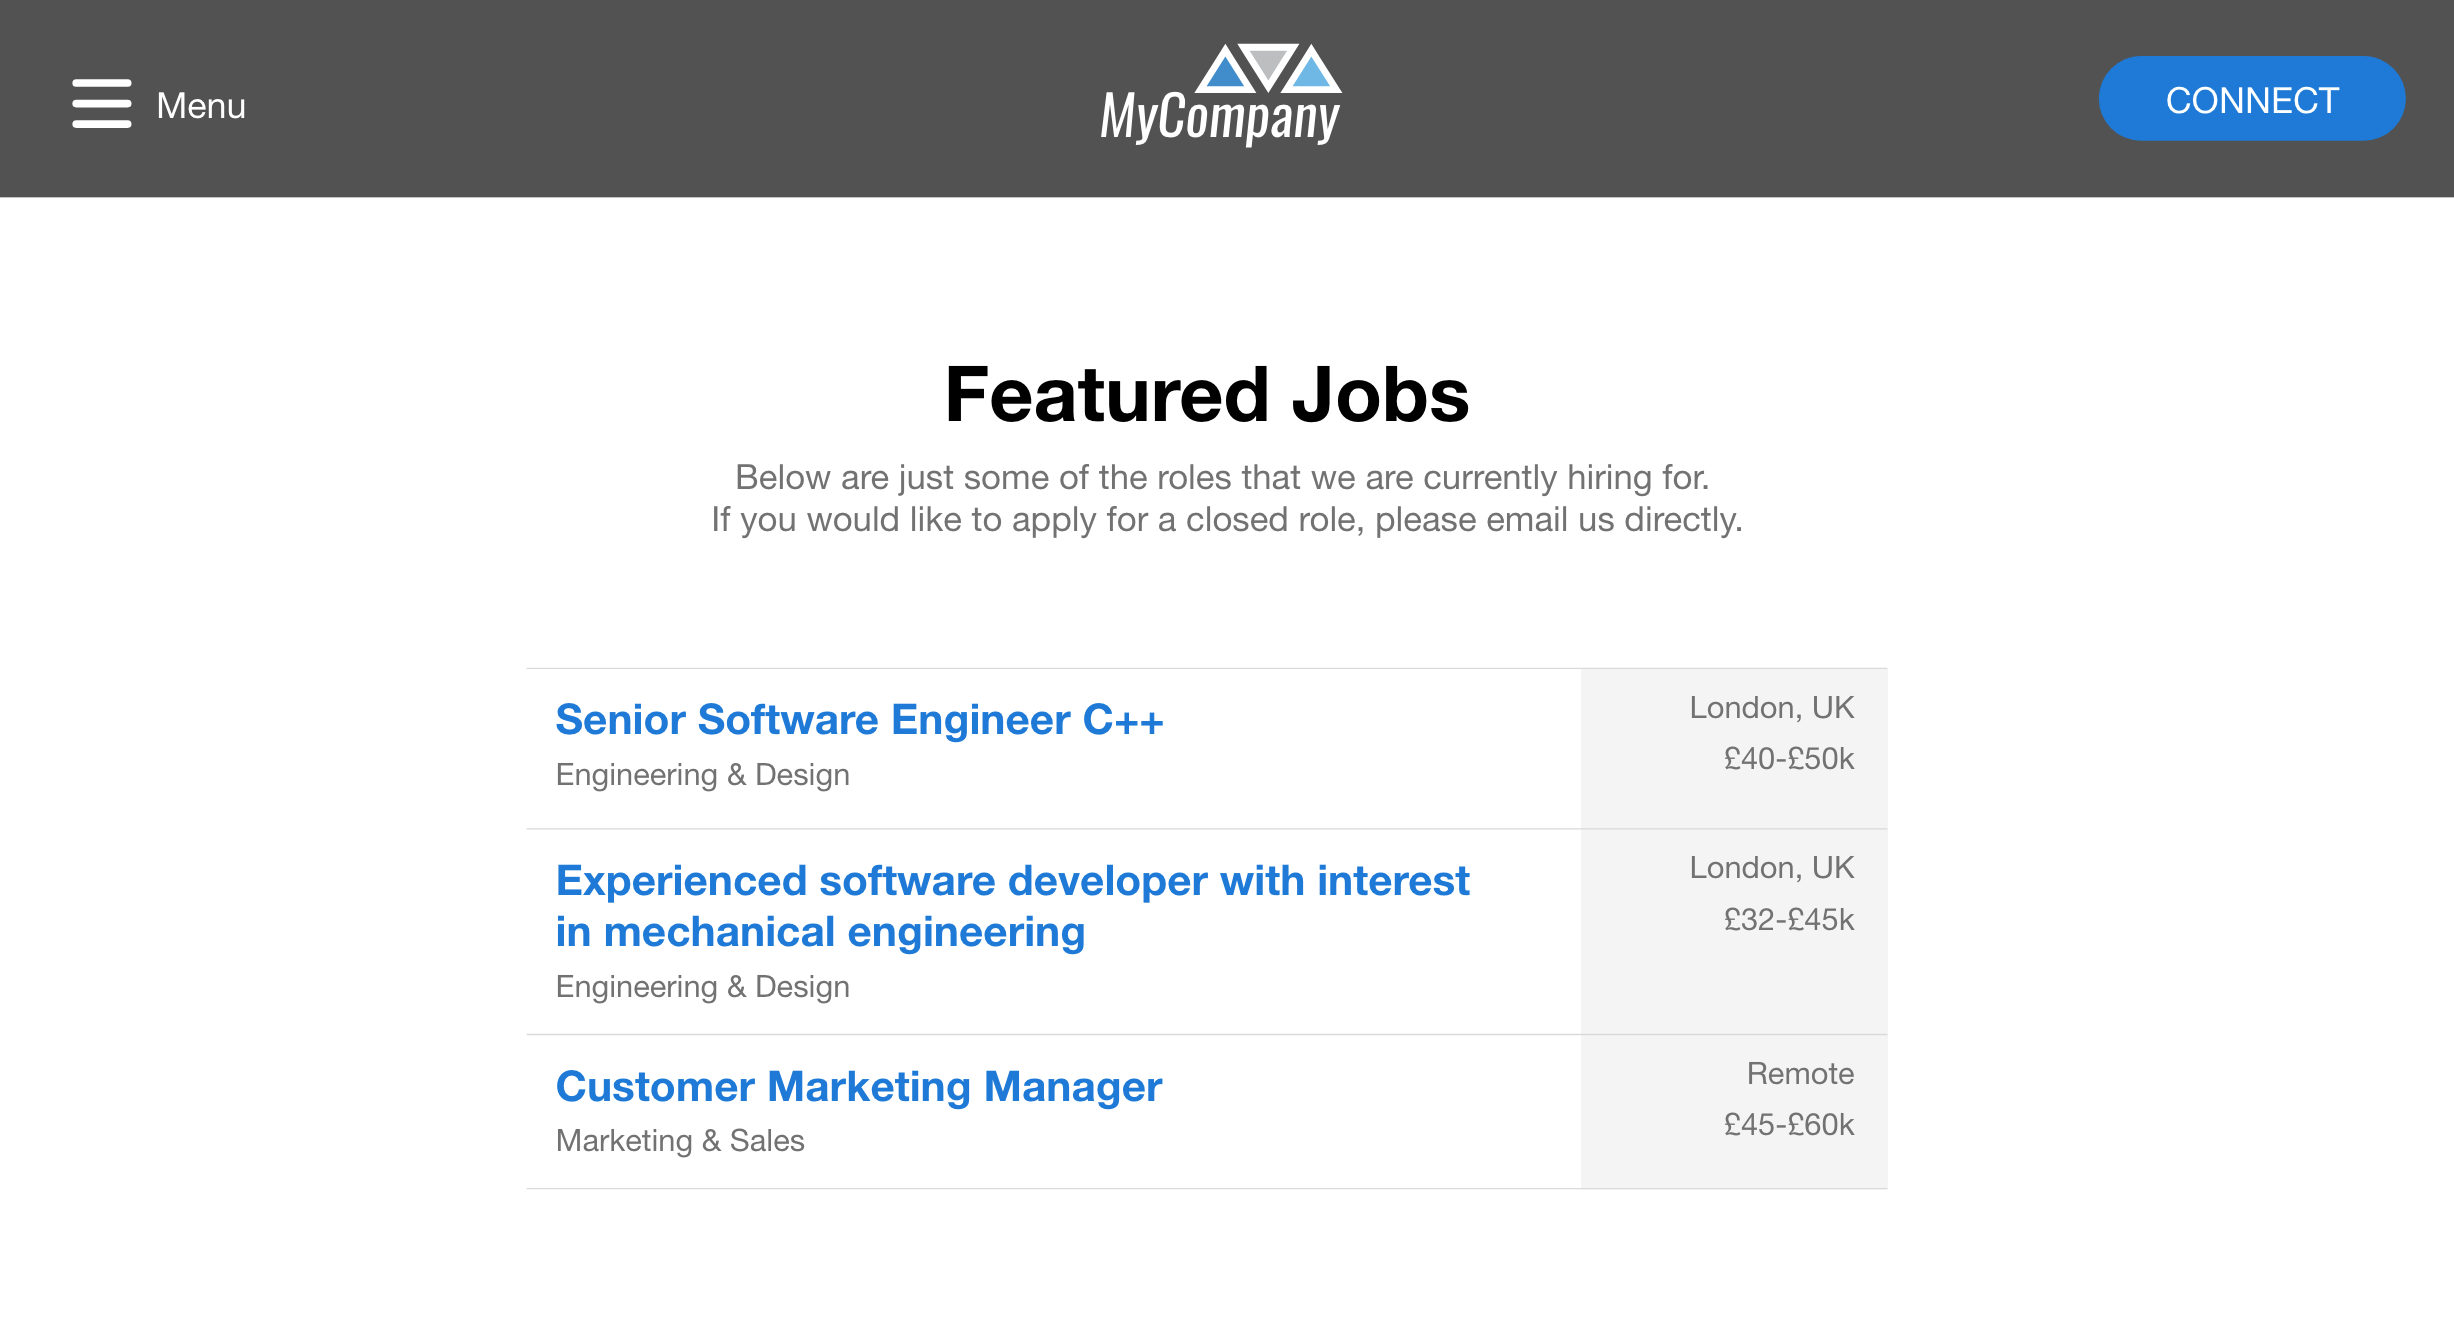 Menu
MyCompany
CONNECT
Featured Jobs
Below are just some of the roles that we are currently hiring for.
If you would like to apply for a closed role, please email us directly.
Senior Software Engineer C++
Engineering & Design
London, UK
£40-£50k
Experienced software developer with interest
in mechanical engineering
Engineering & Design
London, UK
£32-£45k
Customer Marketing Manager
Marketing & Sales
Remote
£45-£60k